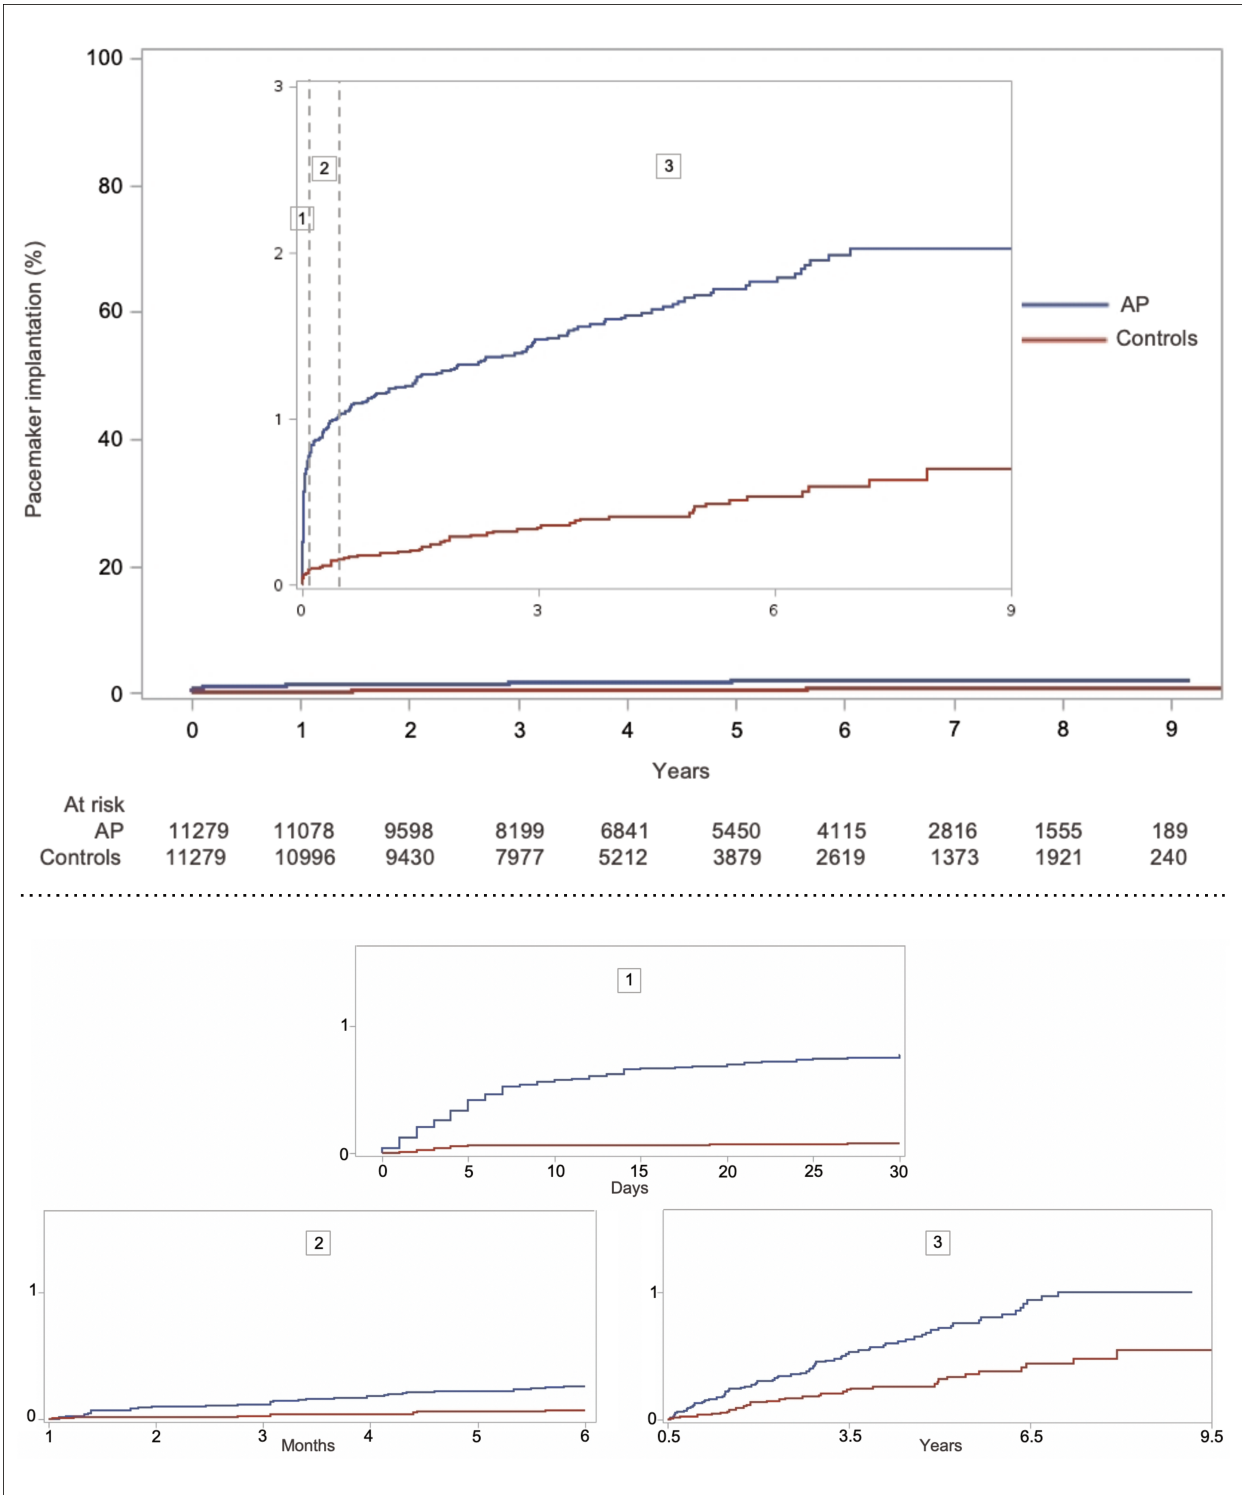 100
80
60
40
20
0
Pacemaker implantation (%)
3
2
1
0
1
2
3
0 3 6 9
AP
Controls
0 1 2 3 4 5 6 7 8 9
Years
At risk
AP 11279 11078 9598 8199 6841 5450 4115 2816 1555 189
Controls 11279 10996 9430 7977 5212 3879 2619 1373 1921 240
1
1
0
0 5 10 15 20 25 30
Days
2
1
0
1 2 3 4 5 6
Months
3
1
0
0.5 3.5 6.5 9.5
Years